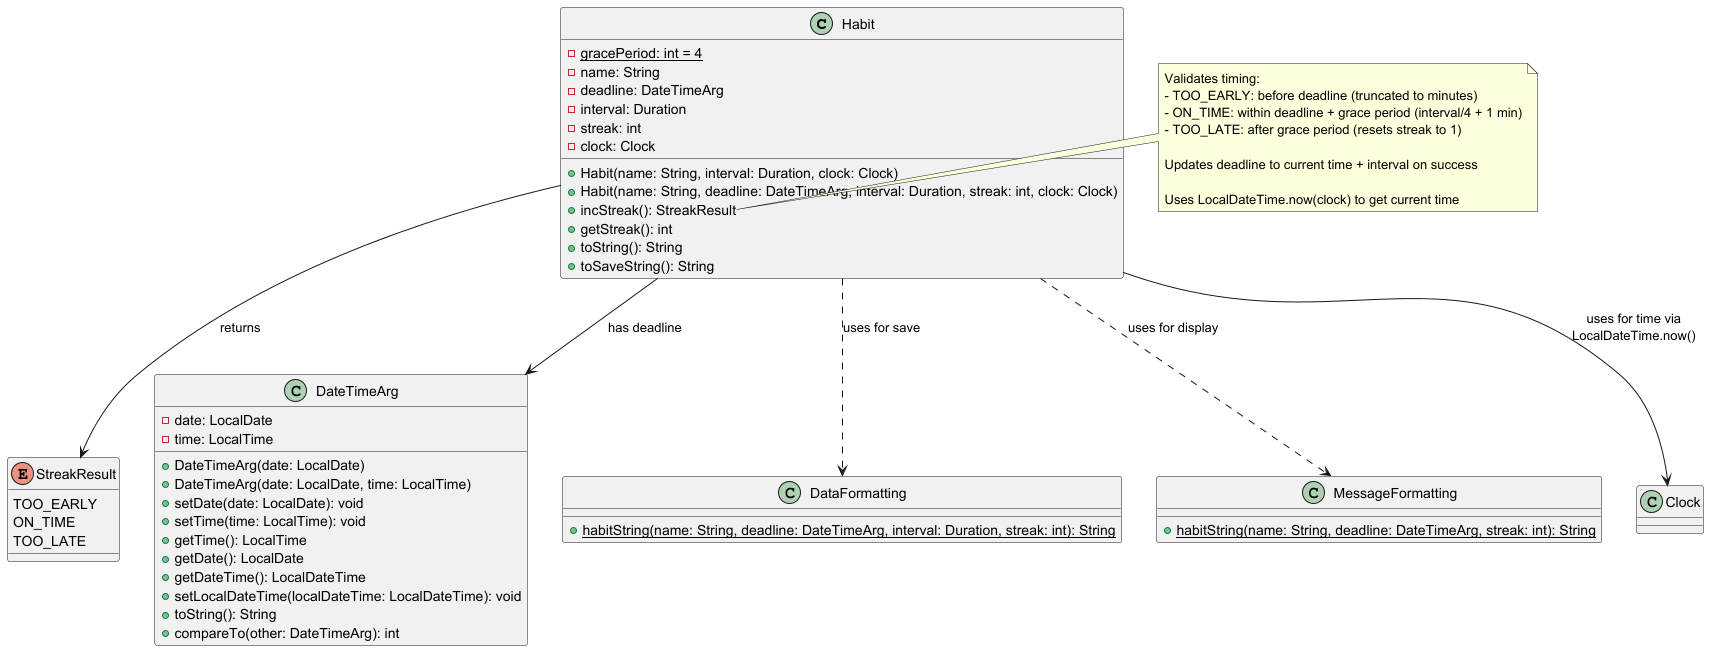 C Habit
gracePeriod: int = 4
name: String
deadline: DateTimeArg
interval: Duration
streak: int
clock: Clock
Habit(name: String, interval: Duration, clock: Clock)
Habit(name: String, deadline: DateTimeArg, interval: Duration, streak: int, clock: Clock)
incStreak(): StreakResult
getStreak(): int
toString(): String
toSaveString(): String
Validates timing:
- TOO_EARLY: before deadline (truncated to minutes)
- ON_TIME: within deadline + grace period (interval/4 + 1 min)
- TOO_LATE: after grace period (resets streak to 1)
Updates deadline to current time + interval on success
Uses LocalDateTime.now(clock) to get current time
returns
has deadline
uses for save
uses for display
uses for time via
LocalDateTime.now()
E StreakResult
TOO_EARLY
ON_TIME
TOO_LATE
C DateTimeArg
date: LocalDate
time: LocalTime
DateTimeArg(date: LocalDate)
DateTimeArg(date: LocalDate, time: LocalTime)
setDate(date: LocalDate): void
setTime(time: LocalTime): void
getTime(): LocalTime
getDate(): LocalDate
getDateTime(): LocalDateTime
setLocalDateTime(localDateTime: LocalDateTime): void
toString(): String
compareTo(other: DateTimeArg): int
C DataFormatting
habitString(name: String, deadline: DateTimeArg, interval: Duration, streak: int): String
C MessageFormatting
habitString(name: String, deadline: DateTimeArg, streak: int): String
C Clock